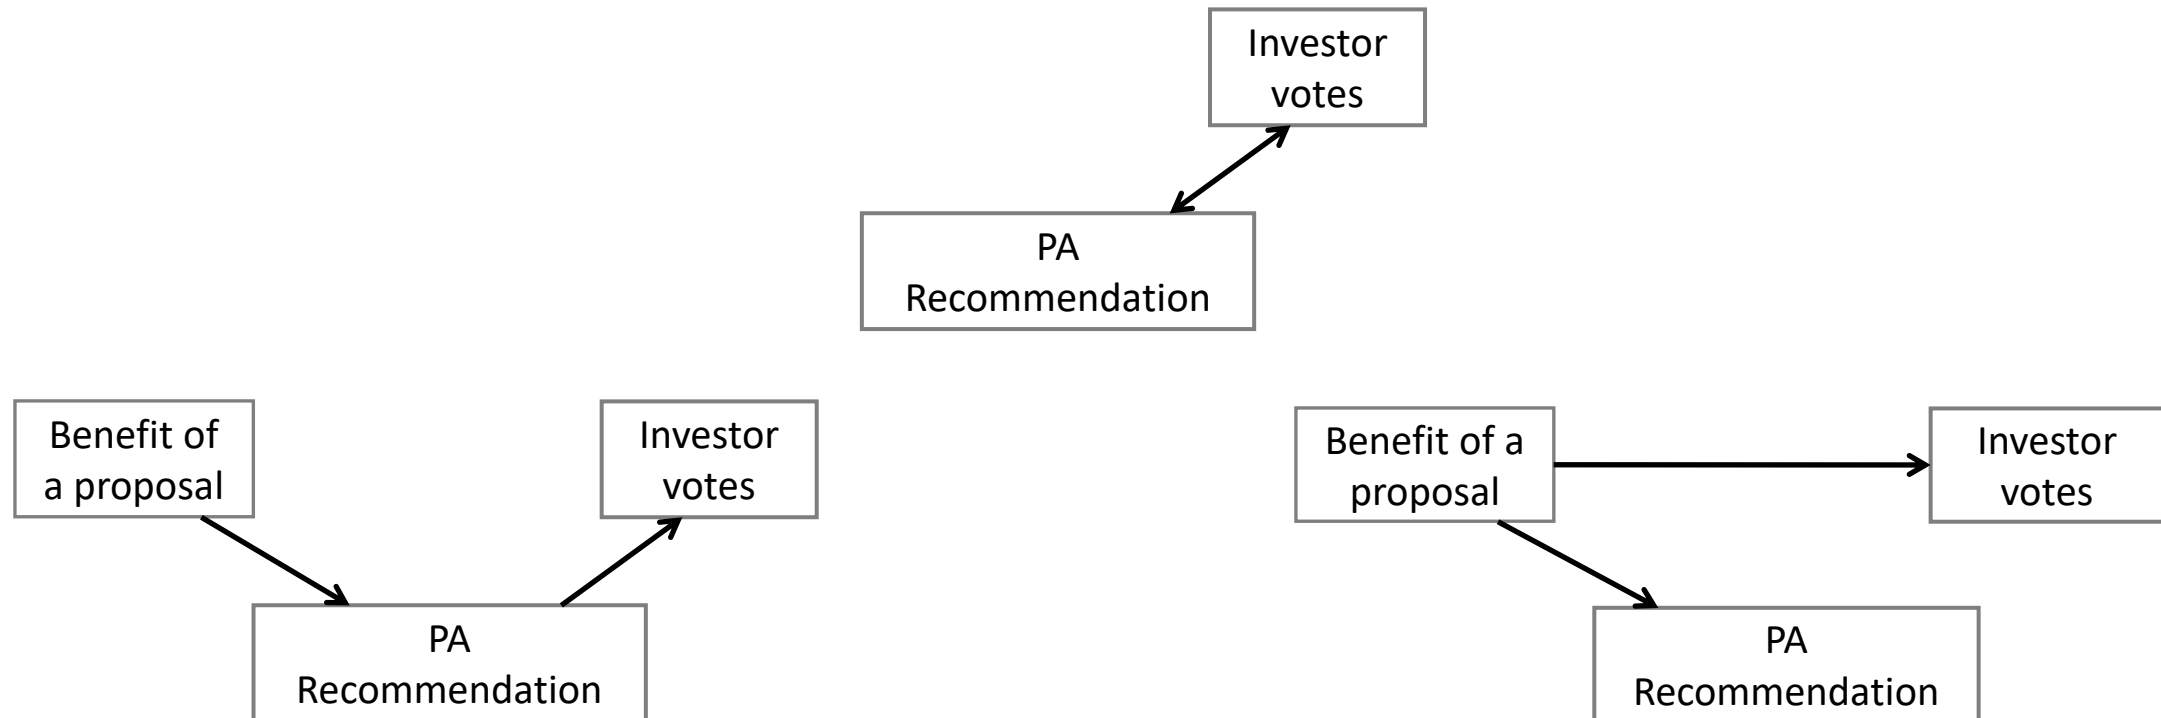 Investor
votes
PA
Recommendation
Benefit of
a proposal
Investor
votes
PA
Recommendation
Benefit of a
proposal
Investor
votes
PA
Recommendation